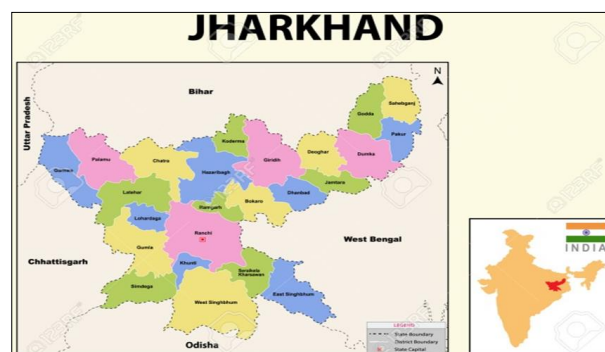 JHARKHAND
N
Bihar
Uttar Pradesh
Sahebganj
Godda
Pakur
Koderma
Giridih
Deoghar
Dumka
Palamu
Chatra
Garhwa
Hazaribagh
Jamtara
Latehar
Dhanbad
Bokaro
Ramgarh
Lohardaga
Ranchi
West Bengal
Gumla
Chhattisgarh
Khunti
Saraikela
Kharsawan
Simdega
West Singhbhum
East Singhbhum
Odisha
INDIA
LEGEND
State Boundary
District Boundary
State Capital